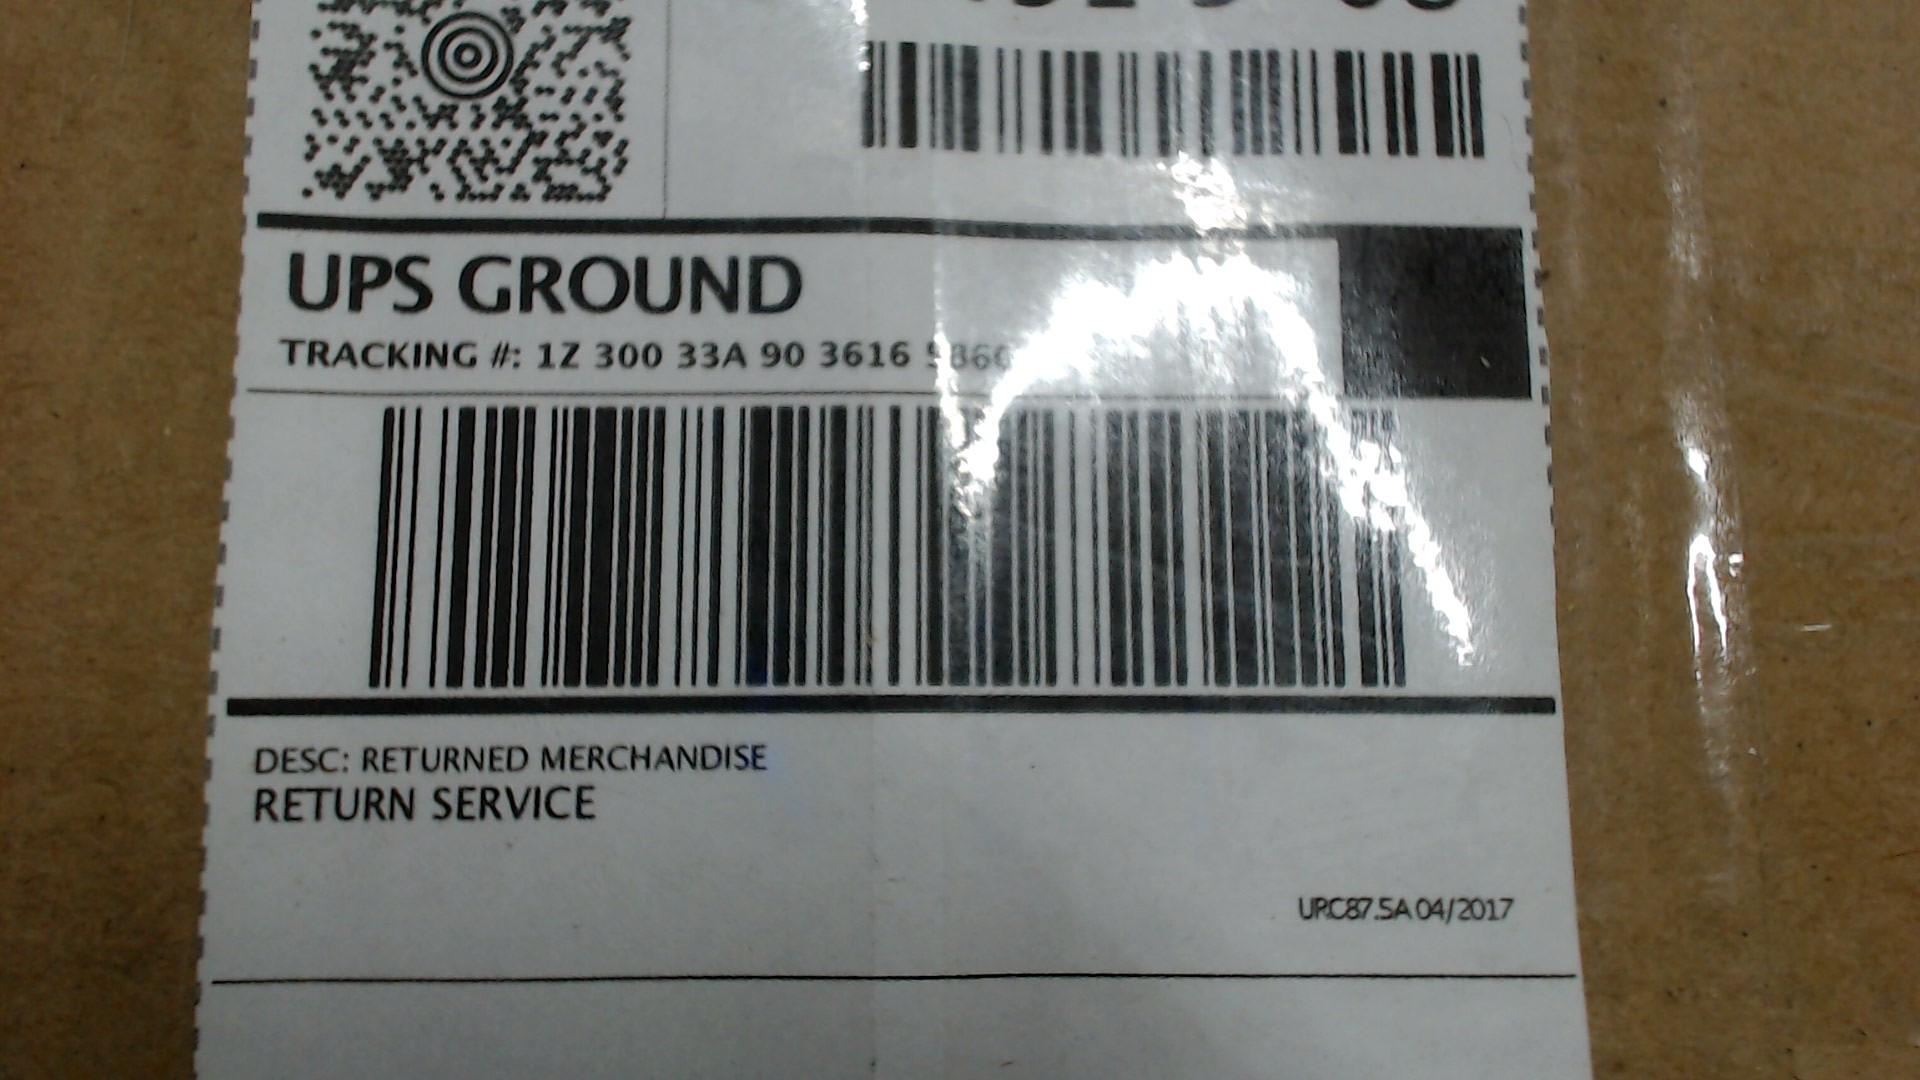 UPS GROUND
TRACKING #: 1Z 300 33A 90 3616
DESC: RETURNED MERCHANDISE
RETURN SERVICE
URC87.5A 04/2017